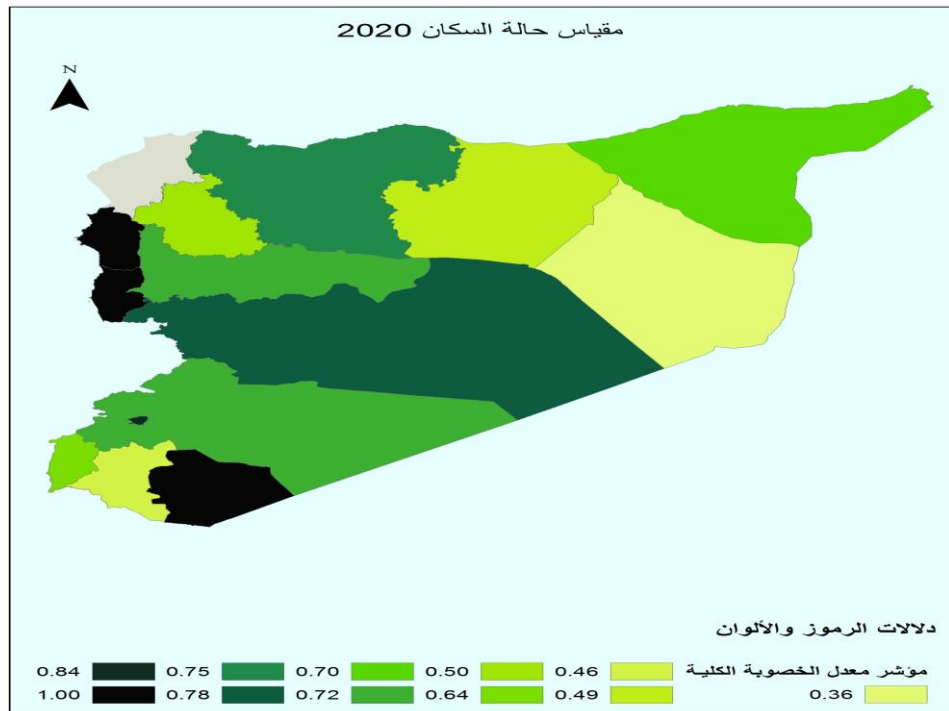 مقياس حالة السكان 2020
N
دلالات الرموز والألوان
مؤشر معدل الخصوبة الكلية 0.46 0.50 0.70 0.75 0.84
0.36 0.49 0.64 0.72 0.78 1.00